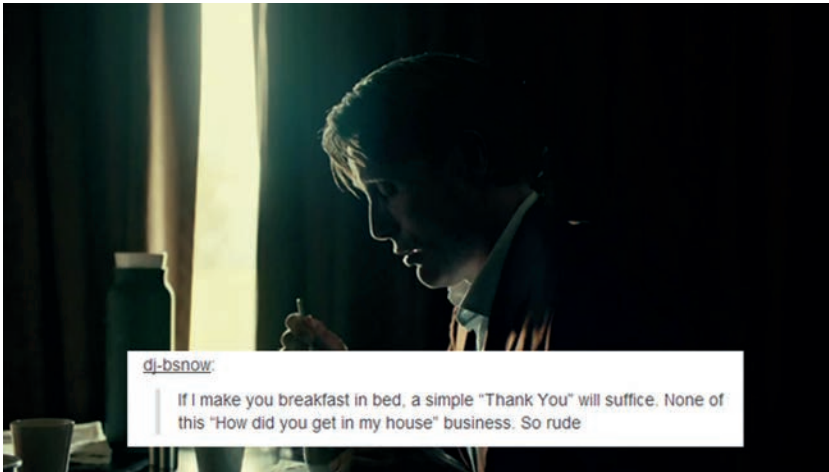 dj-bsnow:
If I make you breakfast in bed, a simple “Thank You” will suffice. None of
this “How did you get in my house” business. So rude